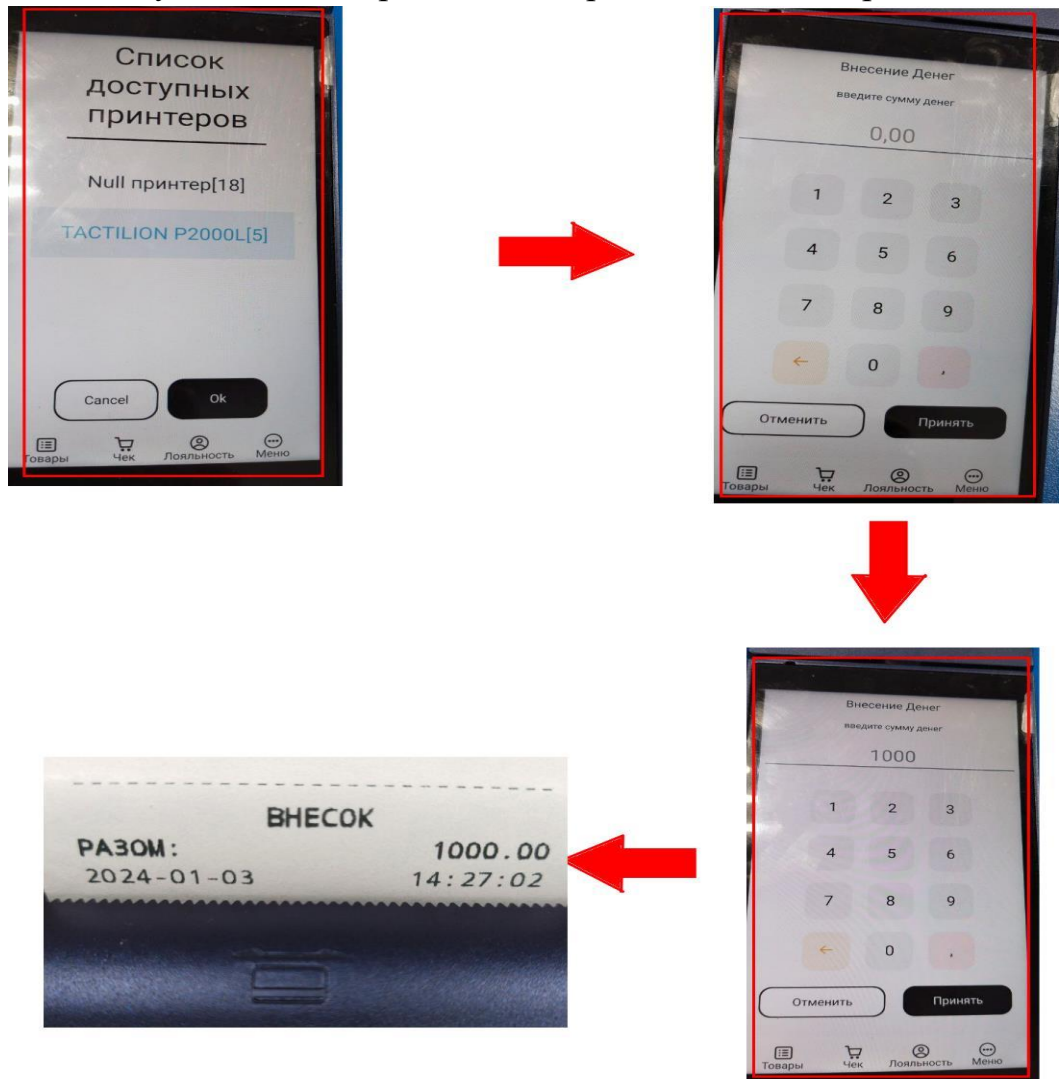 Список
доступных
принтеров
Null принтер[18]
TACTILION P2000L[5]
Cancel
Ok
Товары
Чек
Лояльность
Меню
Внесение Денег
введите сумму денег
0,00
1 2 3
4 5 6
7 8 9
← 0 ,
Отменить
Принять
Товары
Чек
Лояльность
Меню
Внесение Денег
введите сумму денег
1000
1 2 3
4 5 6
7 8 9
← 0 ,
Отменить
Принять
Товары
Чек
Лояльность
Меню
ВНЕСОК
РАЗОМ: 1000.00
2024-01-03 14:27:02